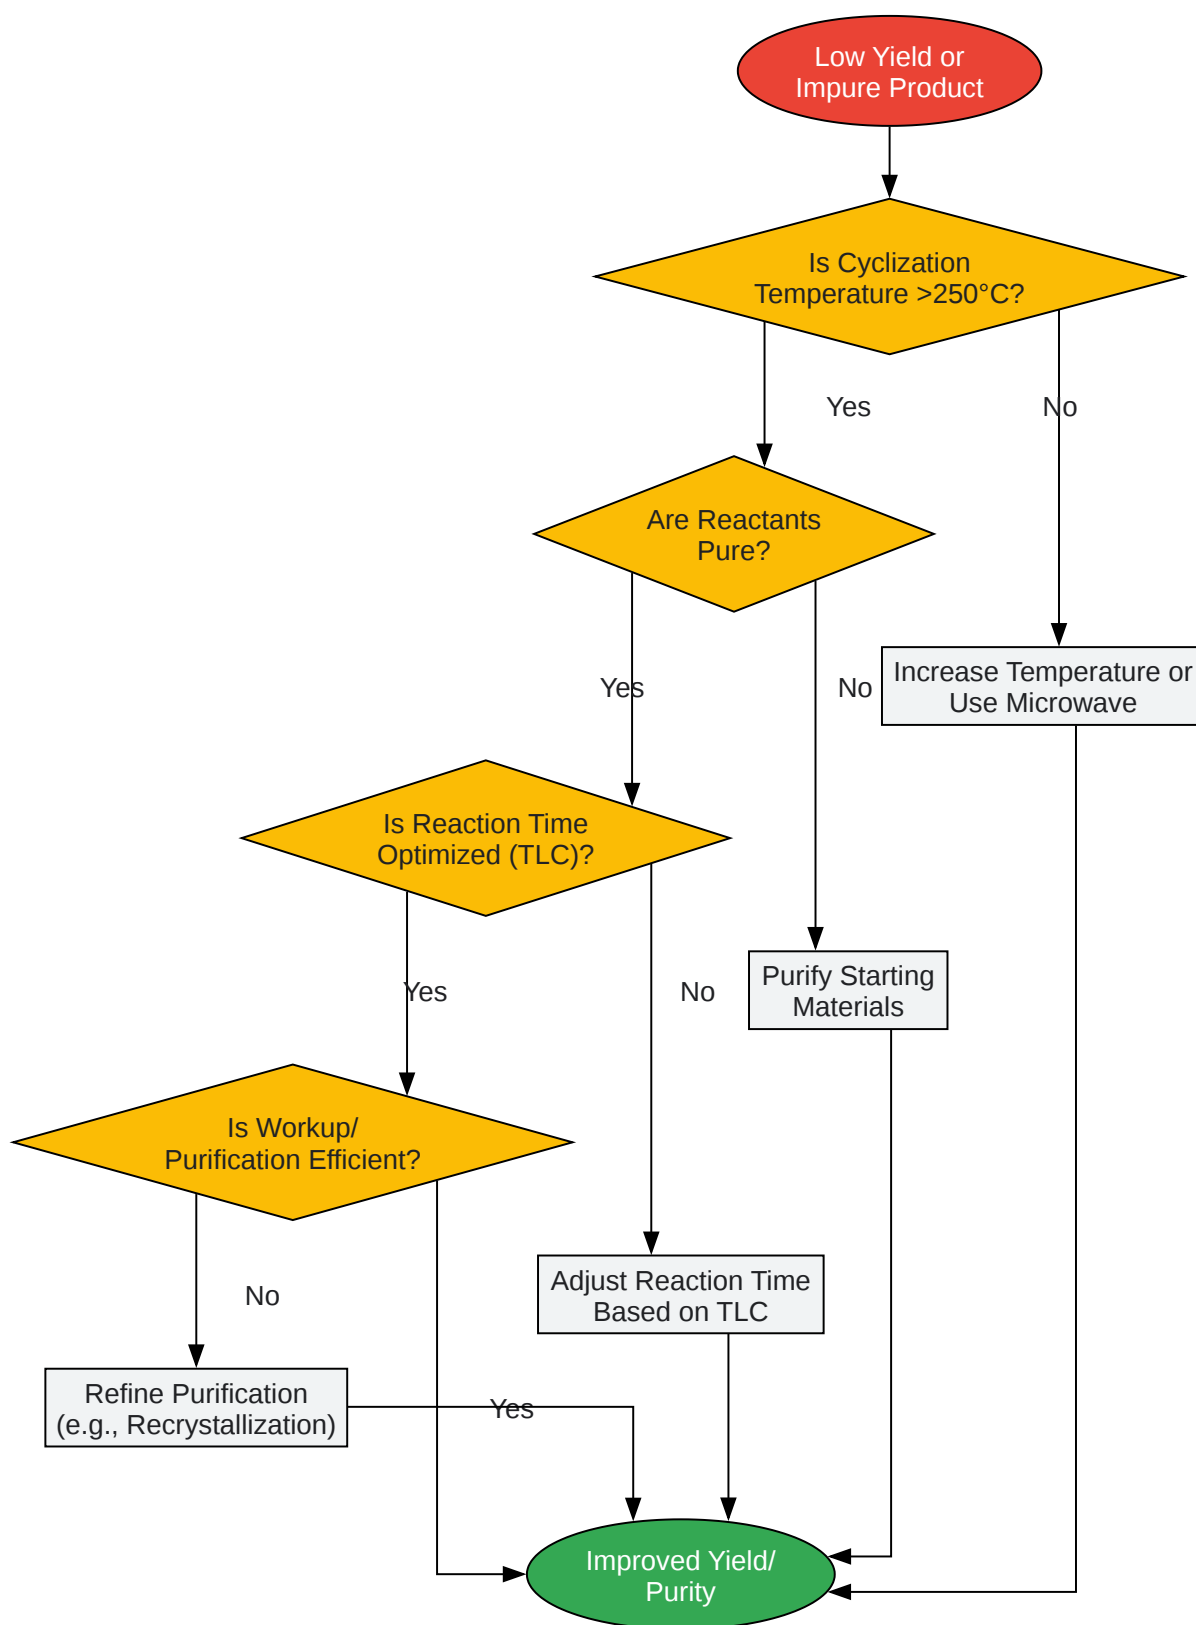 Low Yield or
Impure Product
Is Cyclization
Temperature >250°C?
Yes
No
Are Reactants
Pure?
Increase Temperature or
Use Microwave
Yes
No
Is Reaction Time
Optimized (TLC)?
Purify Starting
Materials
Yes
No
Is Workup/
Purification Efficient?
Adjust Reaction Time
Based on TLC
No
Refine Purification
(e.g., Recrystallization)
Yes
Improved Yield/
Purity